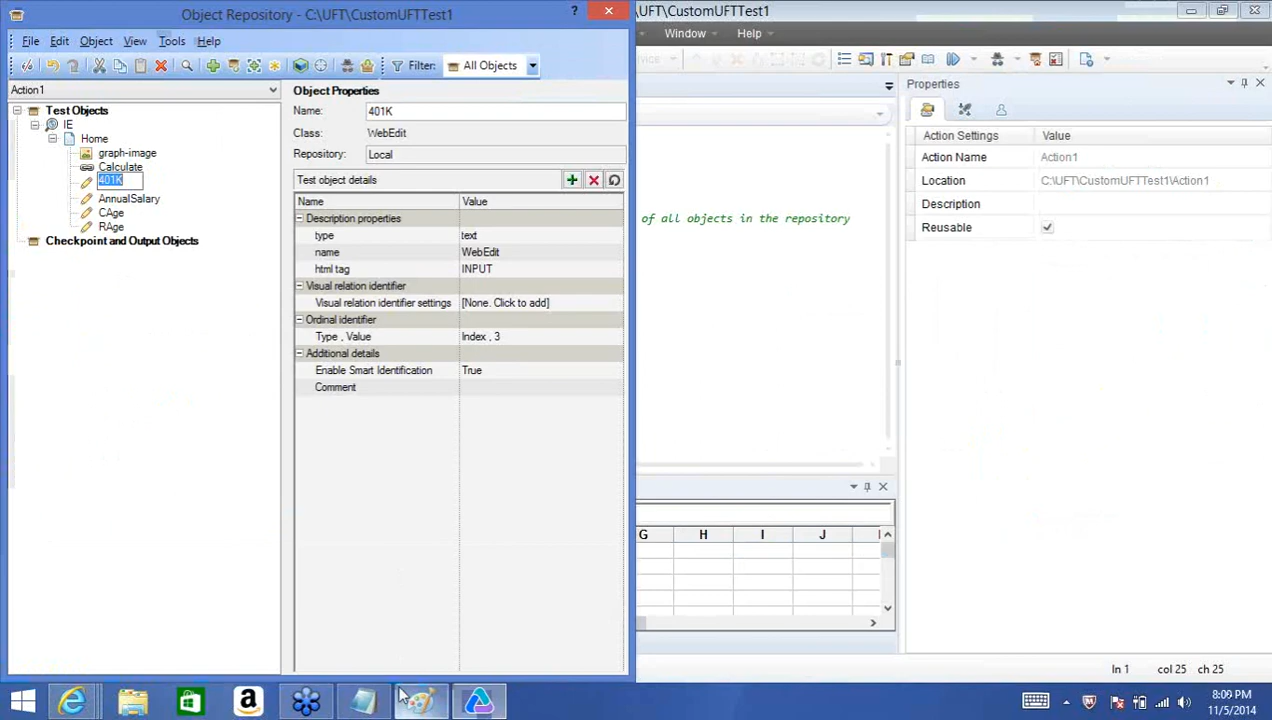 Object Repository - C:\UFT\CustomUFTTest1
?
C:\UFT\CustomUFTTest1
File Edit Object View Tools Help
Window Help
Filter: All Objects
Action1
Object Properties
Properties
Test Objects
Name: 401K
IE
Class: WebEdit
Action Settings Value
Home
Repository: Local
Action Name Action1
graph-image
Calculate
Test object details
Location C:\UFT\CustomUFTTest1\Action1
401K
AnnualSalary
Name Value
Description
CAge
Description properties
of all objects in the repository
RAge
Reusable
Checkpoint and Output Objects
type text
name WebEdit
html tag INPUT
Visual relation identifier
Visual relation identifier settings [None. Click to add]
Ordinal identifier
Type , Value Index , 3
Additional details
Enable Smart Identification True
Comment
G H I J
ln 1 col 25 ch 25
8:09 PM
11/5/2014